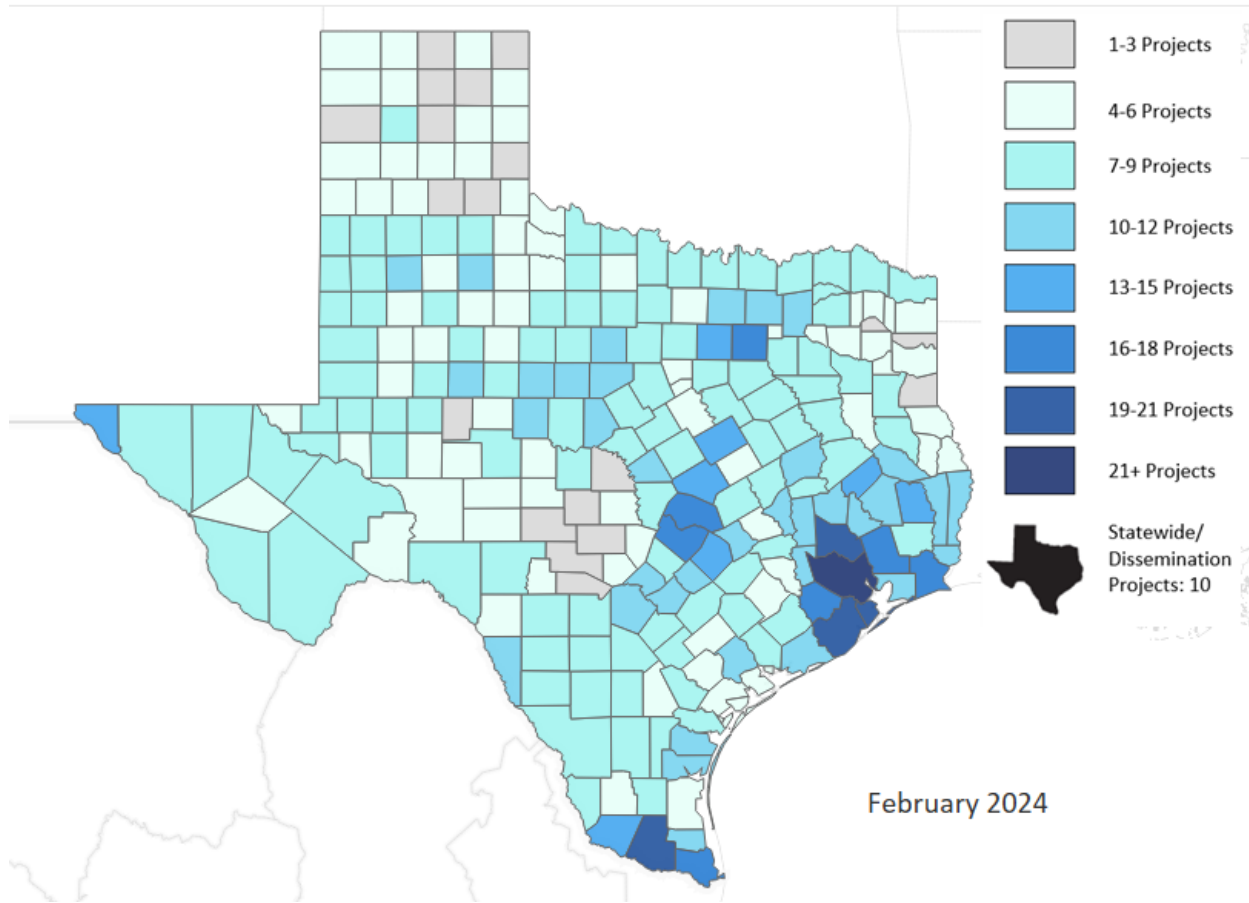 1-3 Projects
4-6 Projects
7-9 Projects
10-12 Projects
13-15 Projects
16-18 Projects
19-21 Projects
21+ Projects
Statewide/
Dissemination
Projects: 10
February 2024